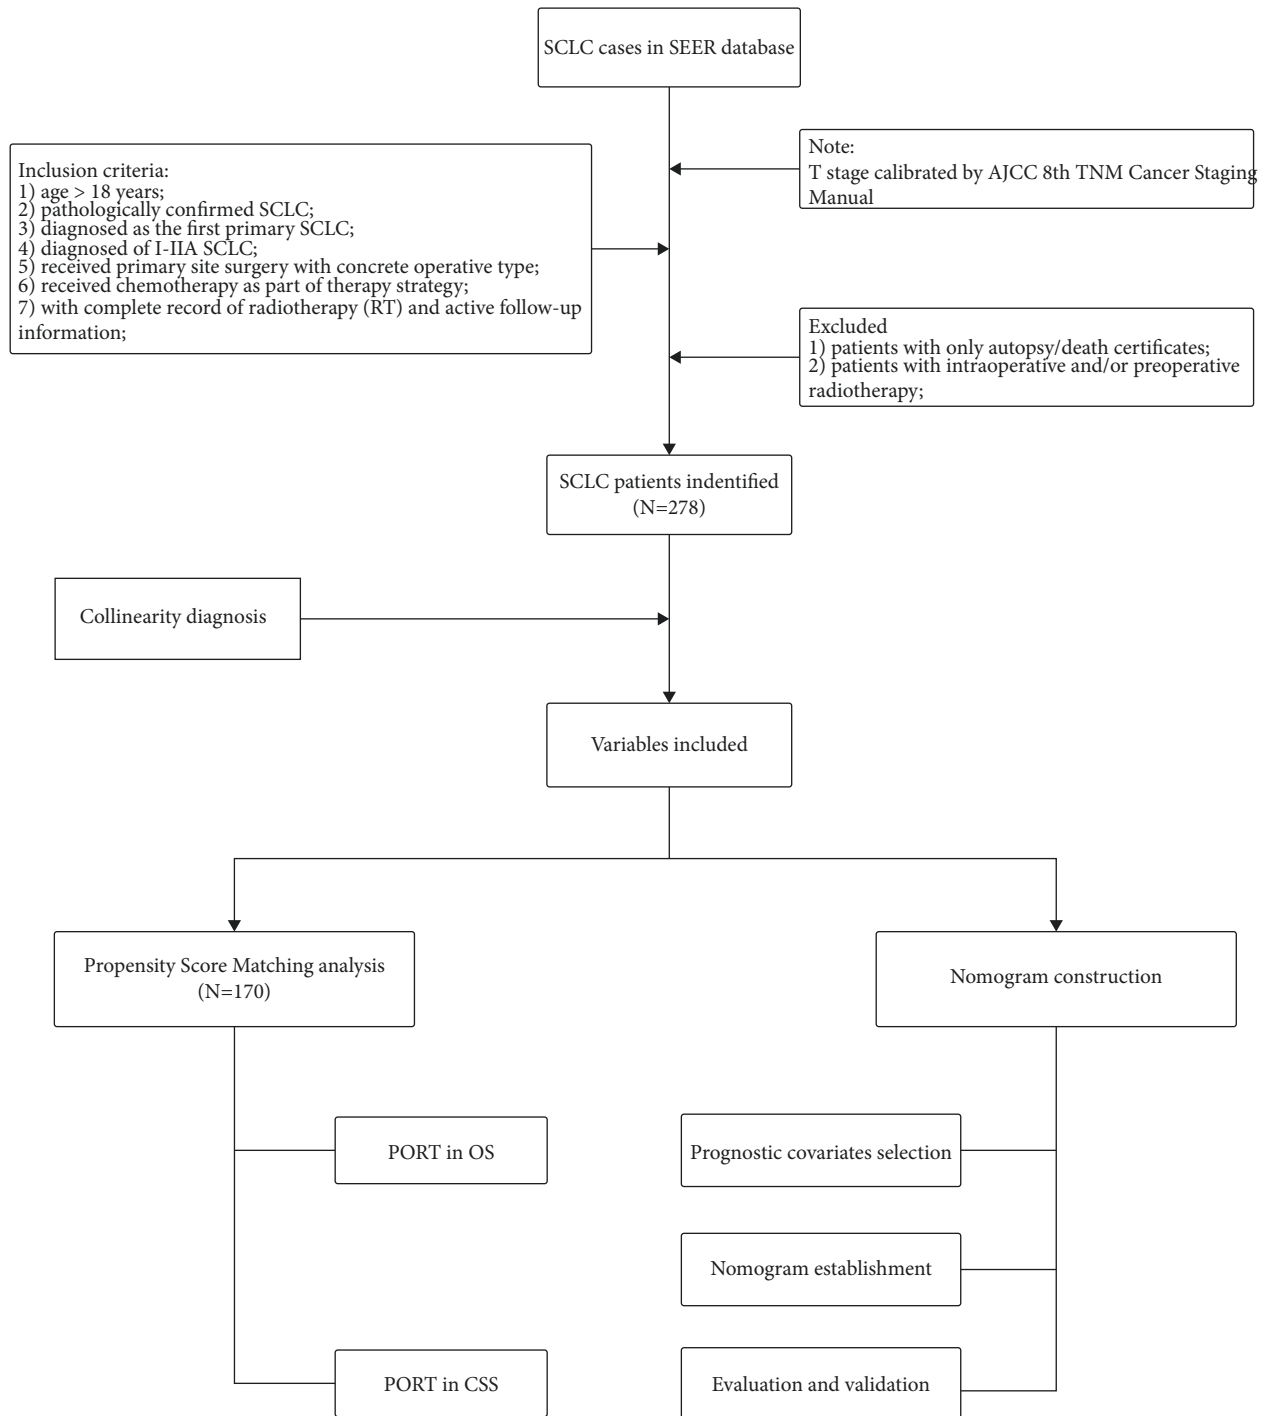 SCLC cases in SEER database
Note:
T stage calibrated by AJCC 8th TNM Cancer Staging
Manual
Inclusion criteria:
1) age > 18 years;
2) pathologically confirmed SCLC;
3) diagnosed as the first primary SCLC;
4) diagnosed of I-IIA SCLC;
5) received primary site surgery with concrete operative type;
6) received chemotherapy as part of therapy strategy;
7) with complete record of radiotherapy (RT) and active follow-up
information;
Excluded
1) patients with only autopsy/death certificates;
2) patients with intraoperative and/or preoperative
radiotherapy;
SCLC patients indentified
(N=278)
Collinearity diagnosis
Variables included
Propensity Score Matching analysis
(N=170)
Nomogram construction
PORT in OS
Prognostic covariates selection
Nomogram establishment
PORT in CSS
Evaluation and validation